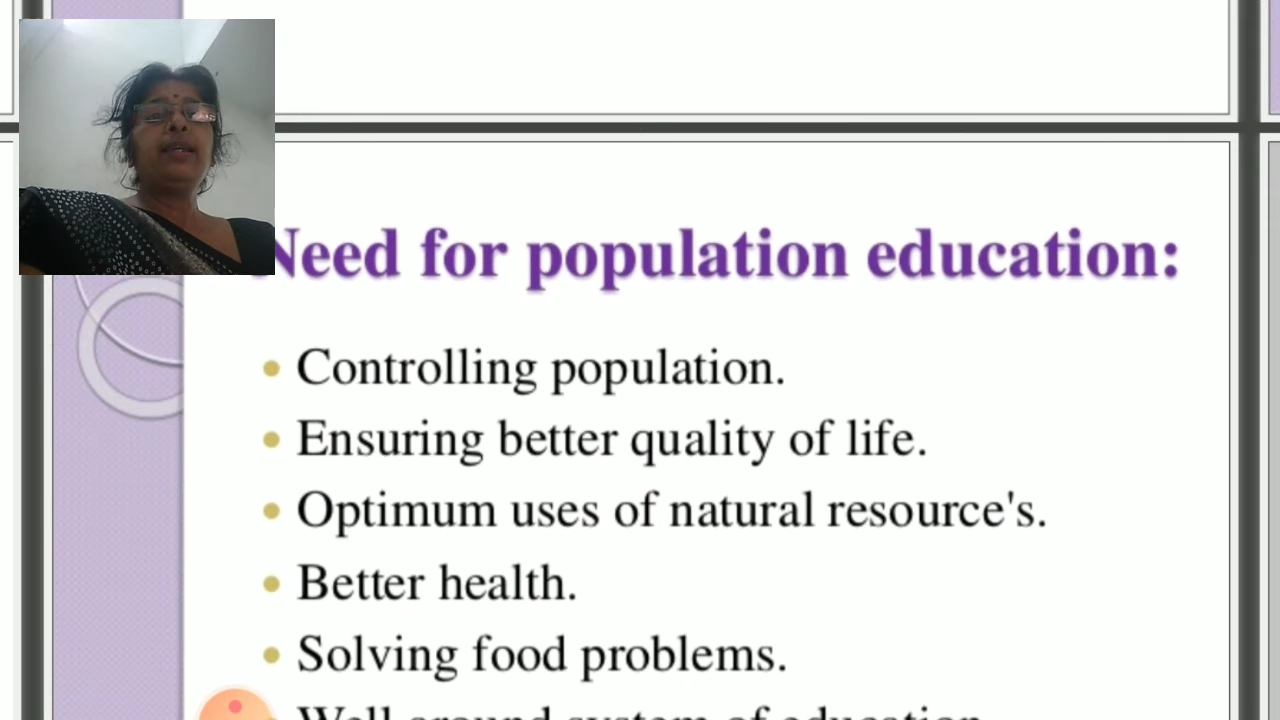 Need for population education:
Controlling population.
Ensuring better quality of life.
Optimum uses of natural resource's.
Better health.
Solving food problems.
Well around system of education